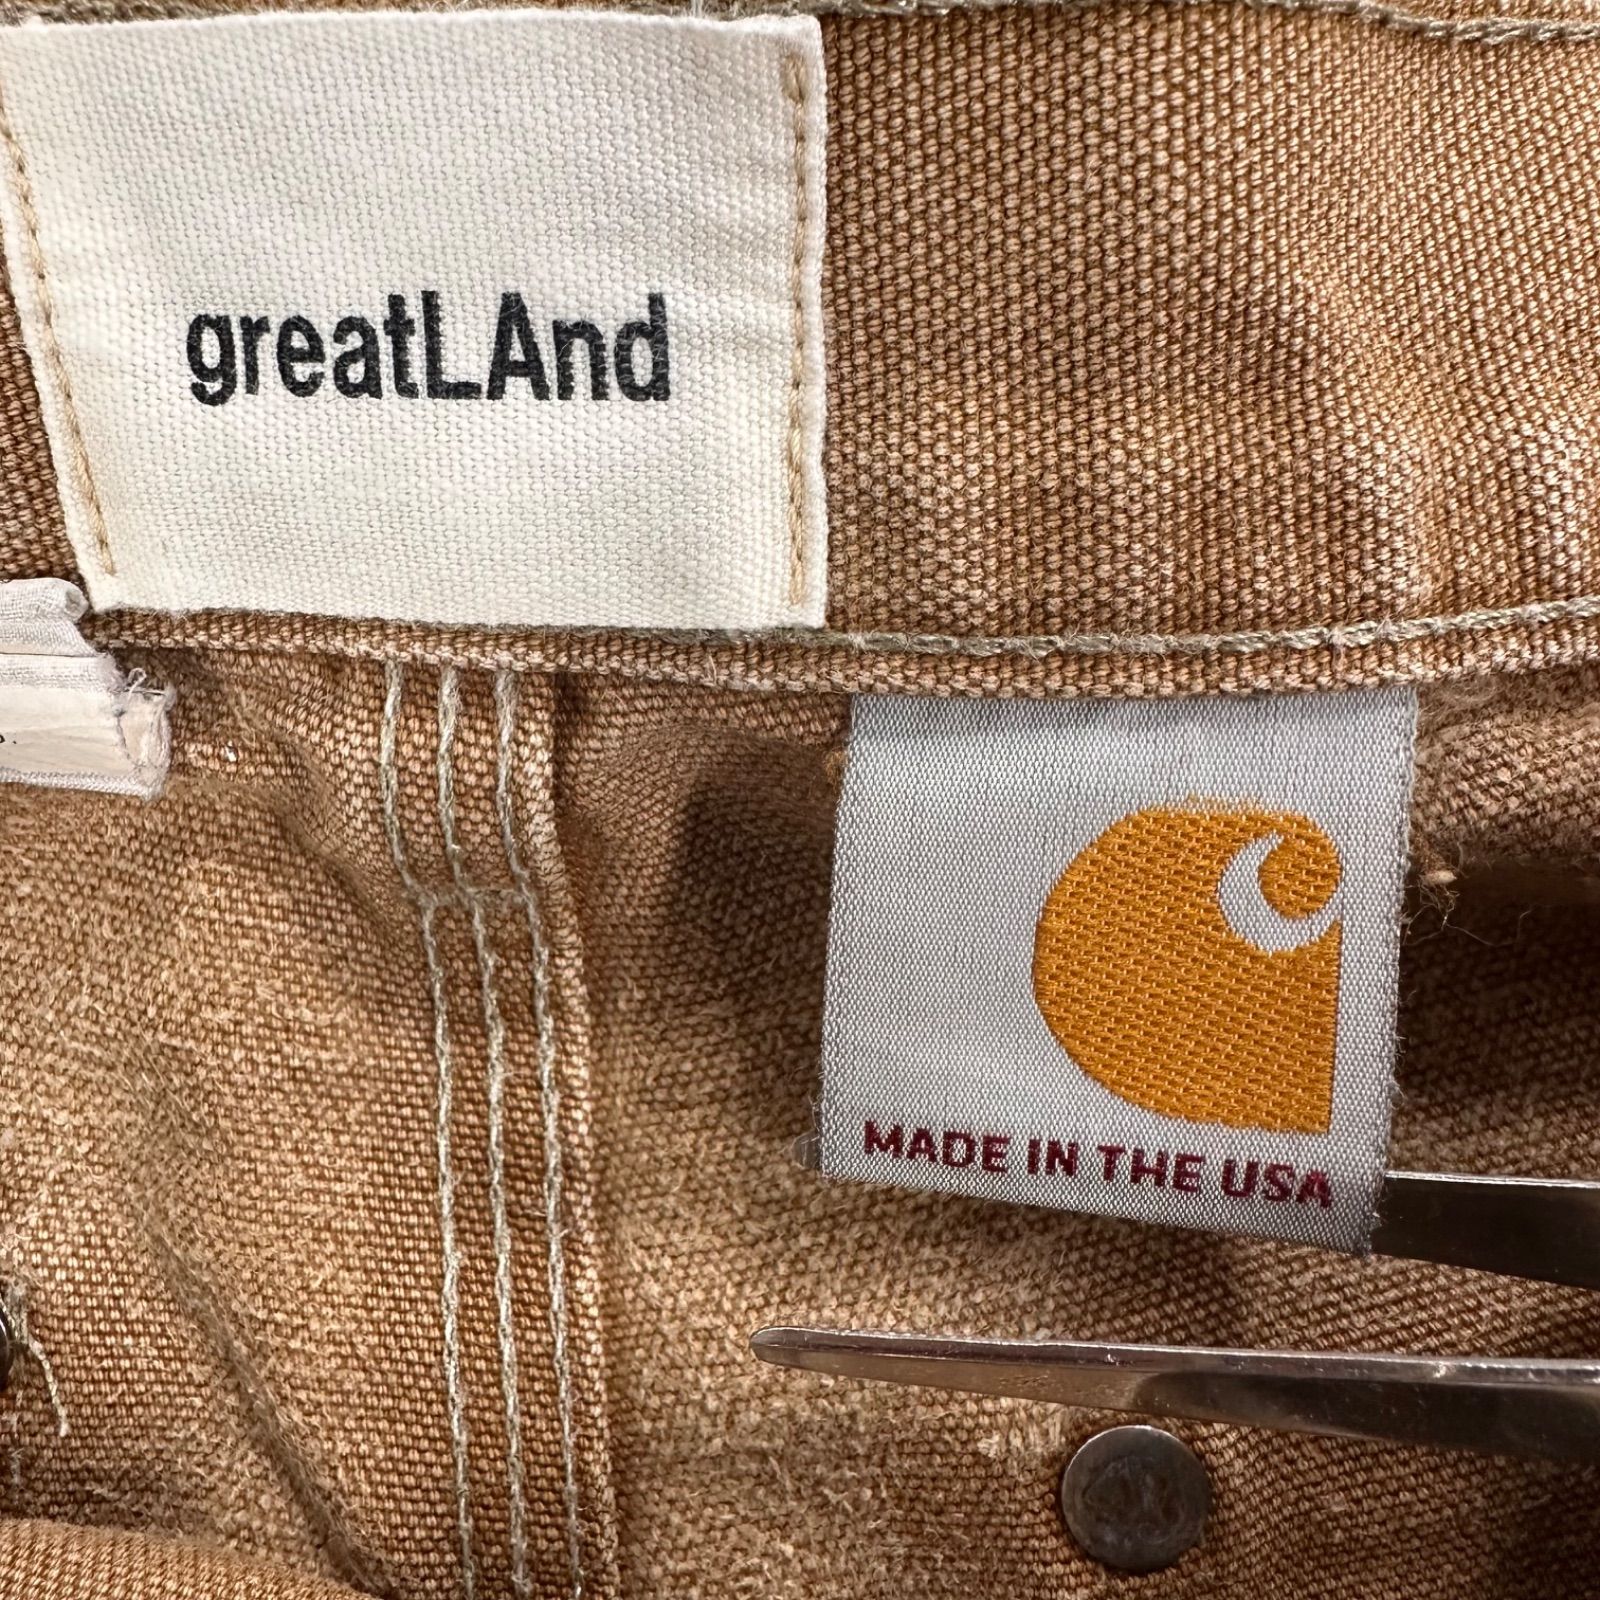 greatLAnd
MADE IN THE USA